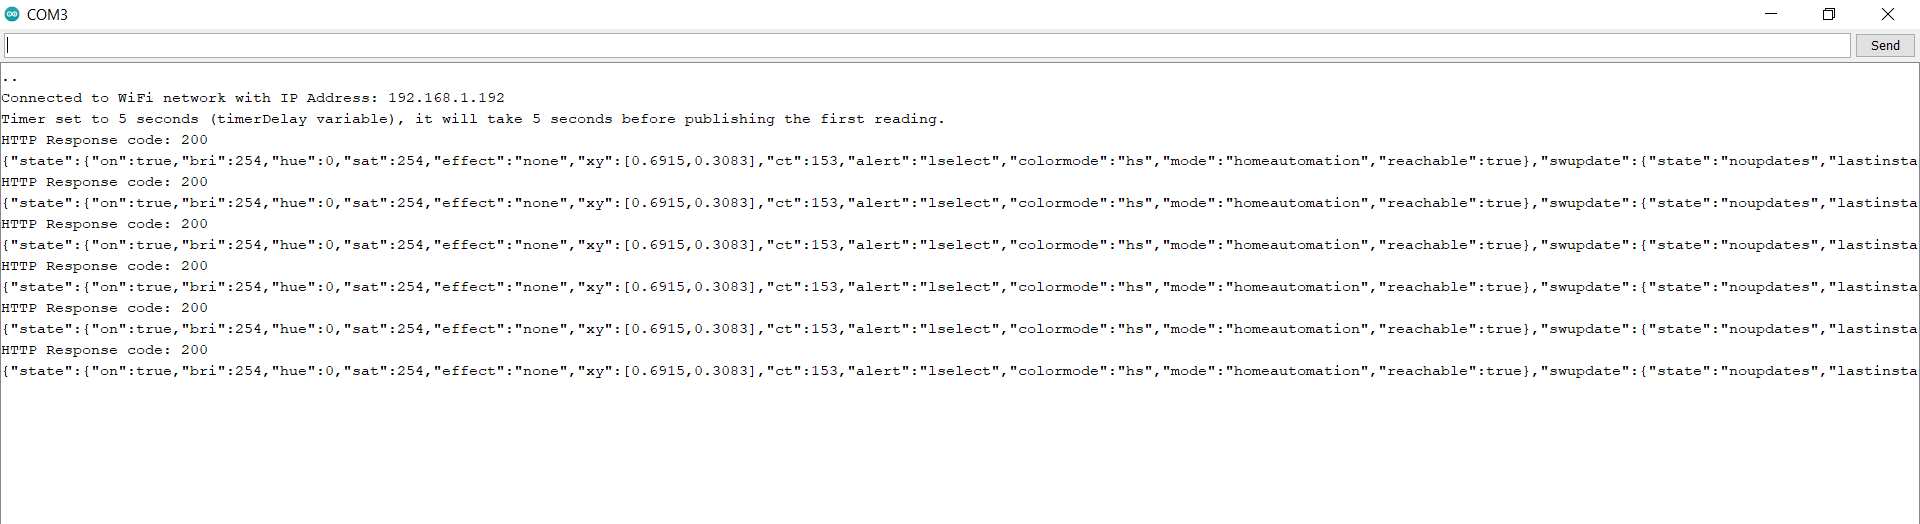 COM3
Send
..
Connected to WiFi network with IP Address: 192.168.1.192
Timer set to 5 seconds (timerDelay variable), it will take 5 seconds before publishing the first reading.
HTTP Response code: 200
{"state":{"on":true,"bri":254,"hue":0,"sat":254,"effect":"none","xy":[0.6915,0.3083],"ct":153,"alert":"lselect","colormode":"hs","mode":"homeautomation","reachable":true},"swupdate":{"state":"noupdates","lastinsta
HTTP Response code: 200
{"state":{"on":true,"bri":254,"hue":0,"sat":254,"effect":"none","xy":[0.6915,0.3083],"ct":153,"alert":"lselect","colormode":"hs","mode":"homeautomation","reachable":true},"swupdate":{"state":"noupdates","lastinsta
HTTP Response code: 200
{"state":{"on":true,"bri":254,"hue":0,"sat":254,"effect":"none","xy":[0.6915,0.3083],"ct":153,"alert":"lselect","colormode":"hs","mode":"homeautomation","reachable":true},"swupdate":{"state":"noupdates","lastinsta
HTTP Response code: 200
{"state":{"on":true,"bri":254,"hue":0,"sat":254,"effect":"none","xy":[0.6915,0.3083],"ct":153,"alert":"lselect","colormode":"hs","mode":"homeautomation","reachable":true},"swupdate":{"state":"noupdates","lastinsta
HTTP Response code: 200
{"state":{"on":true,"bri":254,"hue":0,"sat":254,"effect":"none","xy":[0.6915,0.3083],"ct":153,"alert":"lselect","colormode":"hs","mode":"homeautomation","reachable":true},"swupdate":{"state":"noupdates","lastinsta
HTTP Response code: 200
{"state":{"on":true,"bri":254,"hue":0,"sat":254,"effect":"none","xy":[0.6915,0.3083],"ct":153,"alert":"lselect","colormode":"hs","mode":"homeautomation","reachable":true},"swupdate":{"state":"noupdates","lastinsta